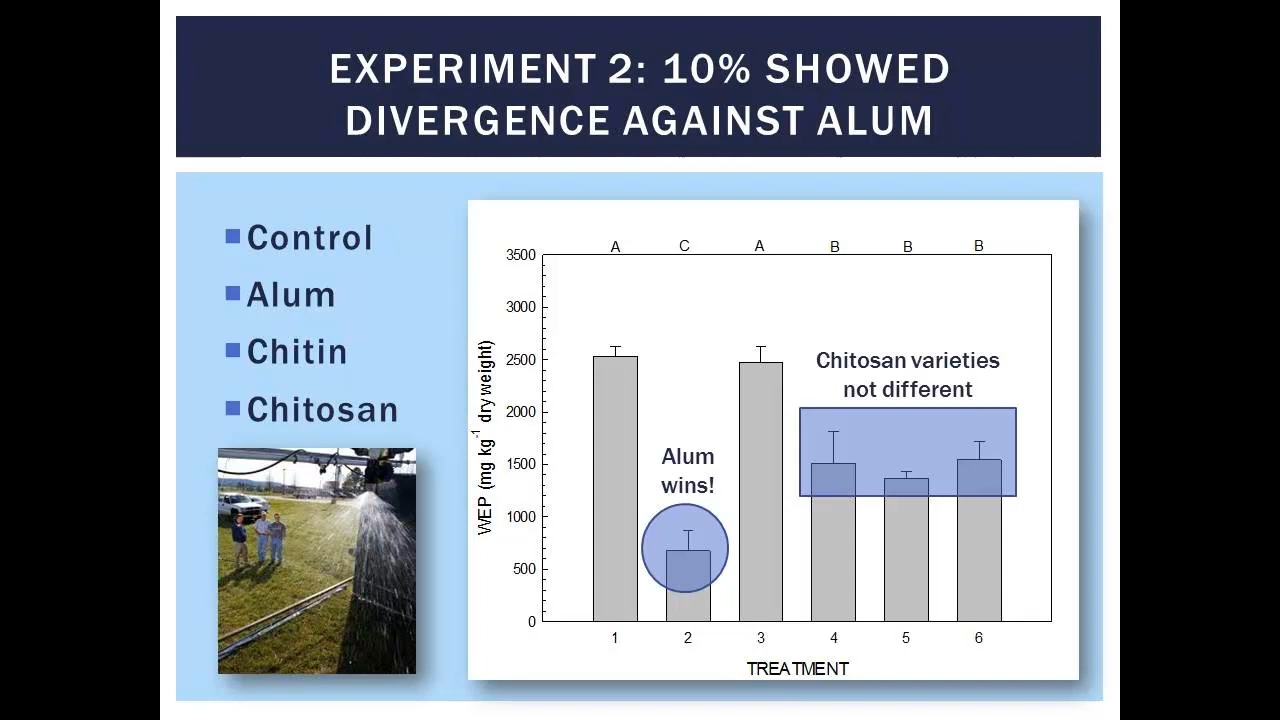 EXPERIMENT 2: 10% SHOWED
DIVERGENCE AGAINST ALUM
Control
Alum
Chitin
Chitosan
A C A B B B
3500
3000
2500
2000
1500
1000
500
0
WEP (mg kg-1 dry weight)
Alum
wins!
Chitosan varieties
not different
1 2 3 4 5 6
TREATMENT